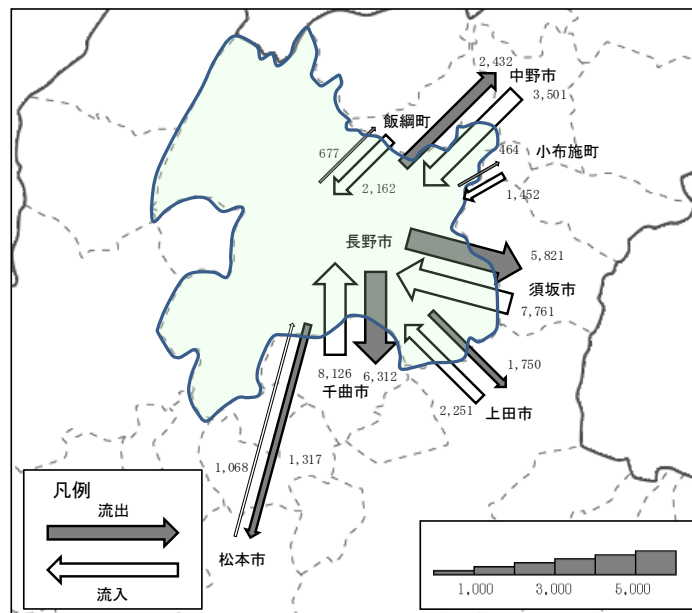 2,432
中野市
3,501
飯綱町
677
2,162
464
小布施町
1,452
長野市
5,821
須坂市
7,761
8,126
6,312
千曲市
1,750
2,251
上田市
1,068
1,317
松本市
凡例
流出
流入
1,000
3,000
5,000